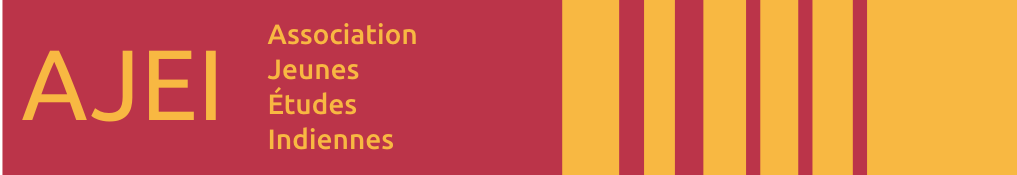 AJEI
Association
Jeunes
Études
Indiennes